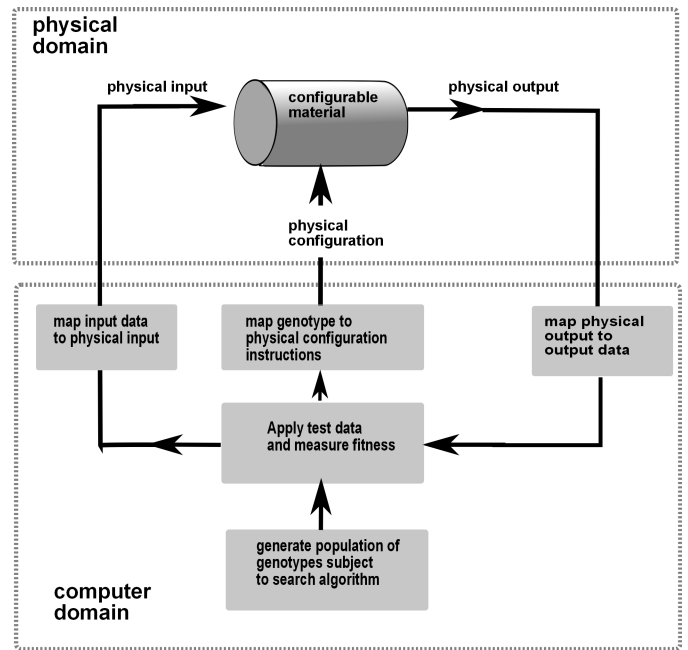 physical
domain
physical input
configurable
material
physical output
physical
configuration
map input data
to physical input
map genotype to
physical configuration
instructions
map physical
output to
output data
Apply test data
and measure fitness
generate population of
genotypes subject
to search algorithm
computer
domain